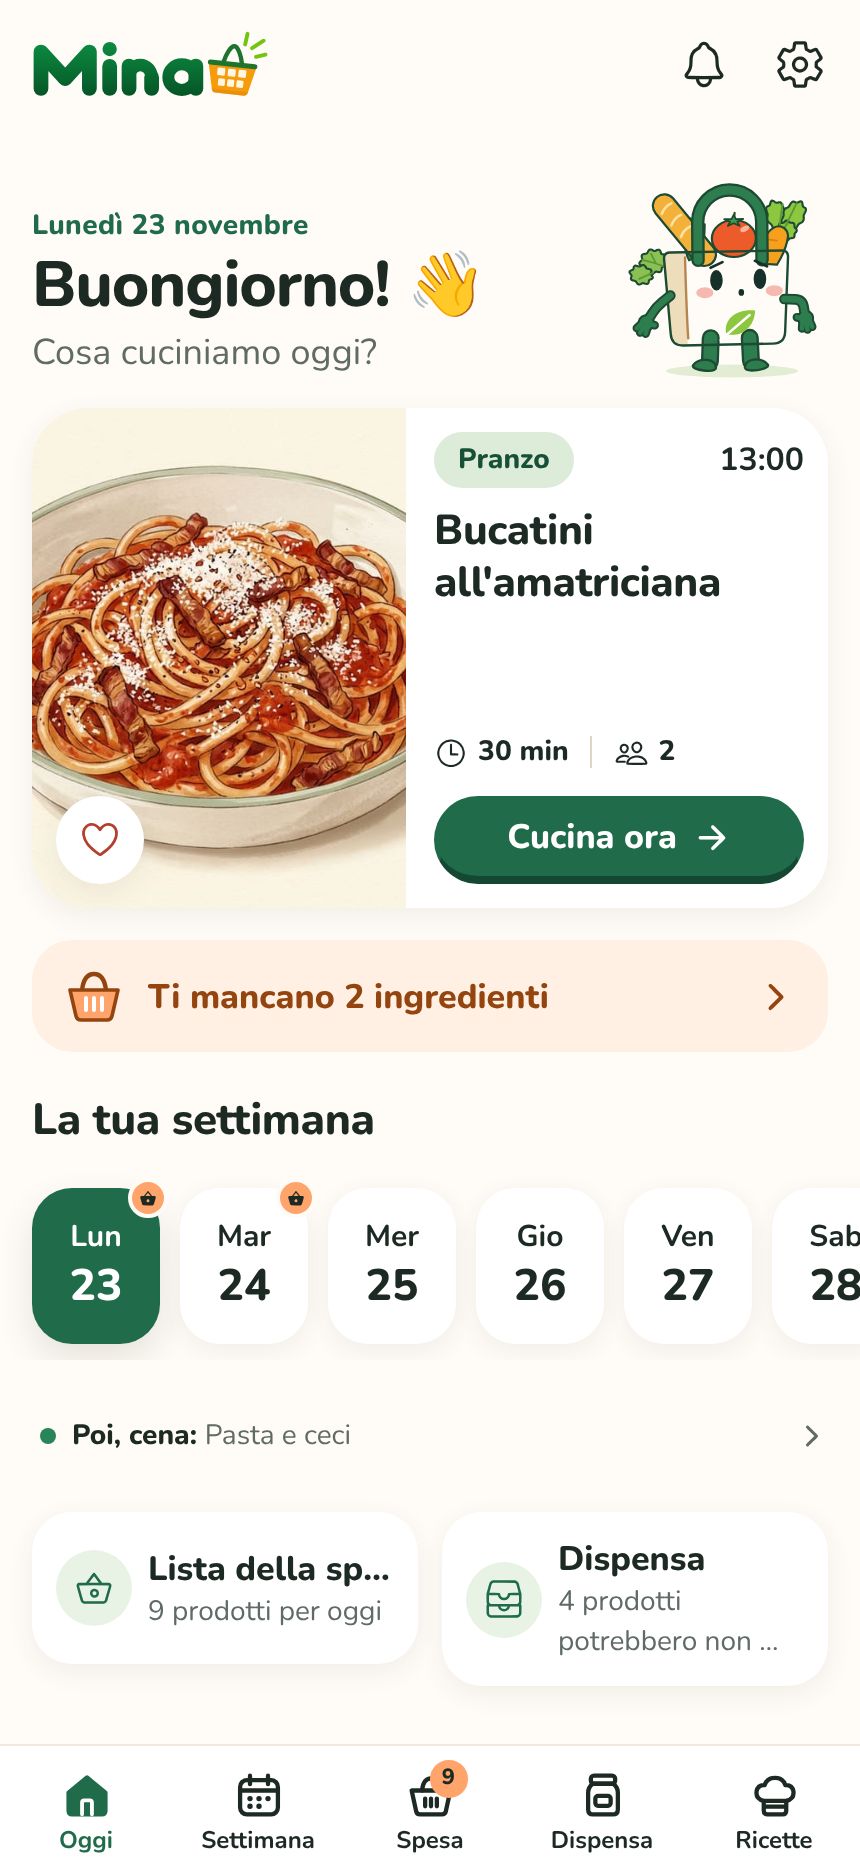 Mina
Lunedì 23 novembre
Buongiorno! 👋
Cosa cuciniamo oggi?
Pranzo
13:00
Bucatini
all'amatriciana
30 min
2
Cucina ora →
Ti mancano 2 ingredienti
La tua settimana
Lun
23
Mar
24
Mer
25
Gio
26
Ven
27
Sab
28
Poi, cena: Pasta e ceci
Lista della sp...
9 prodotti per oggi
Dispensa
4 prodotti
potrebbero non ...
9
Oggi
Settimana
Spesa
Dispensa
Ricette